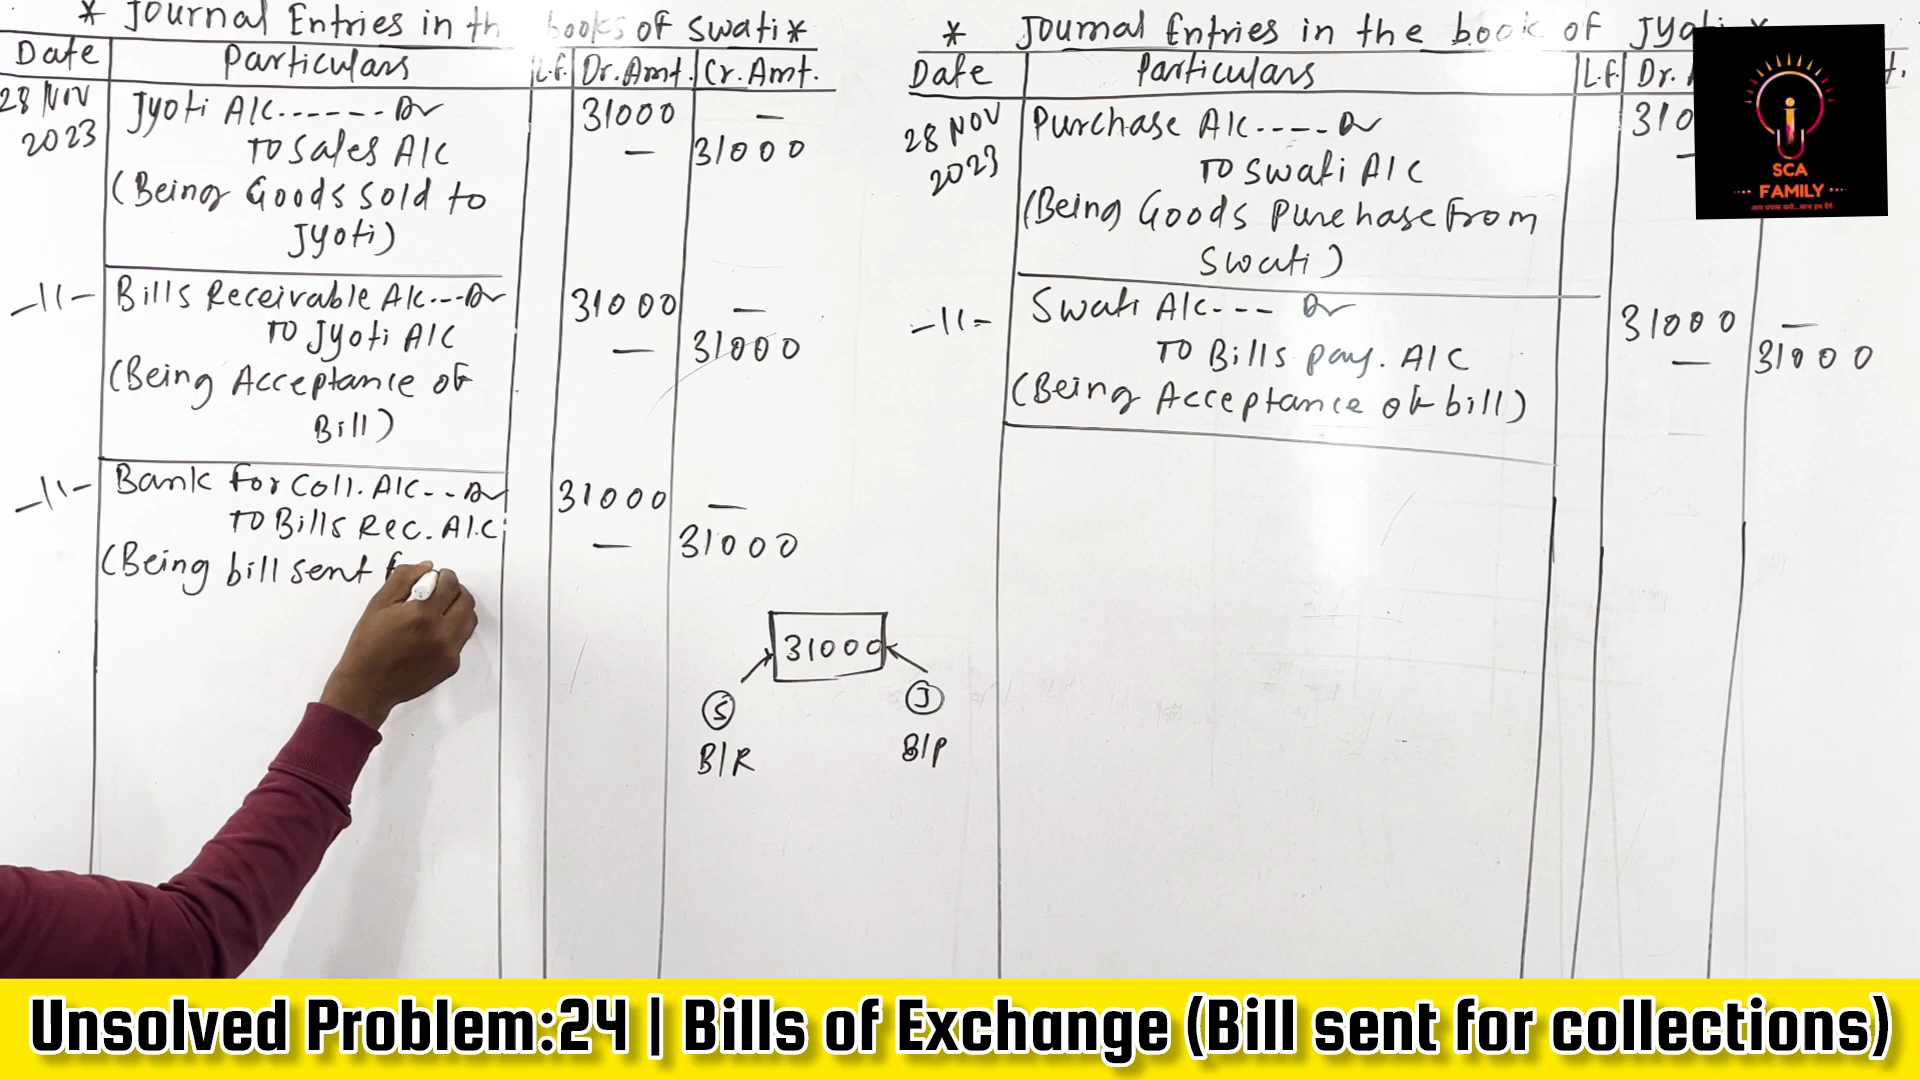 * Journal Entries in th books of Swati *
Date Particulars L.F. Dr. Amt. Cr. Amt.
28 Nov 2023 Jyoti A/c------ Dr 31000 —
To Sales A/c — 31000
(Being Goods Sold to
Jyoti)
-11- Bills Receivable A/c---Dr 31000 —
To Jyoti A/c — 31000
(Being Acceptance of
Bill)
-11- Bank for coll. A/c--Dr 31000 —
To Bills Rec. A/c — 31000
(Being bill sent f
* Journal Entries in the book of Jyoti *
Date Particulars L.F. Dr.
28 Nov 2023 Purchase A/c---- Dr 310
To Swati A/c —
(Being Goods Purchase From
Swati)
-11- Swati A/c--- Dr 31000 —
To Bills pay. A/c — 31000
(Being Acceptance of bill)
31000
S J
B/R B/P
SCA
FAMILY
Unsolved Problem:24 | Bills of Exchange (Bill sent for collections)